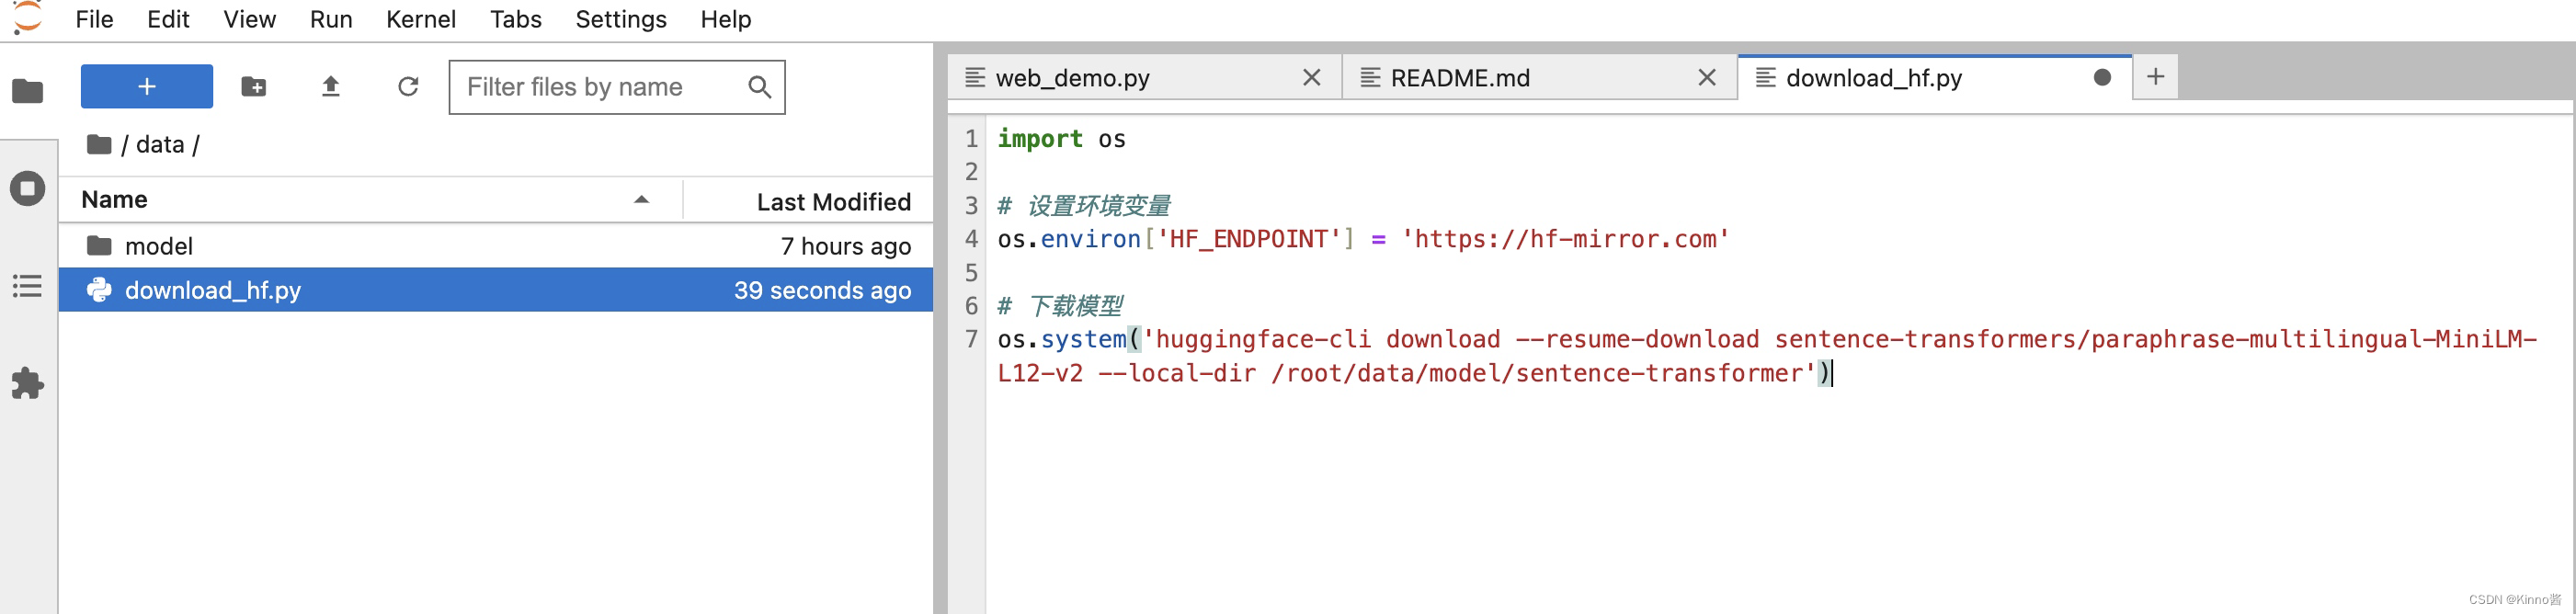 File Edit View Run Kernel Tabs Settings Help
+
Filter files by name
/ data /
Name Last Modified
model 7 hours ago
download_hf.py 39 seconds ago
web_demo.py README.md download_hf.py
1 import os
2
3 # 设置环境变量
4 os.environ['HF_ENDPOINT'] = 'https://hf-mirror.com'
5
6 # 下载模型
7 os.system('huggingface-cli download --resume-download sentence-transformers/paraphrase-multilingual-MiniLM-
L12-v2 --local-dir /root/data/model/sentence-transformer')
CSDN @Kinno酱